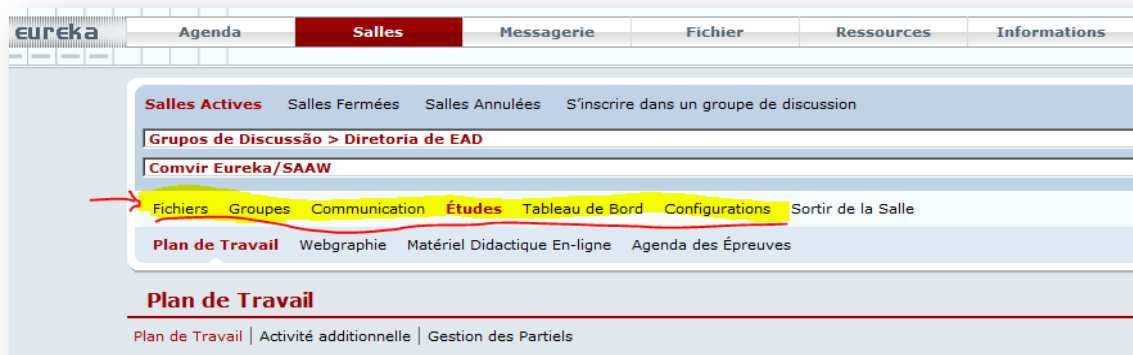 eureka Agenda Salles Messagerie Fichier Ressources Informations
Salles Actives Salles Fermées Salles Annulées S'inscrire dans un groupe de discussion
Grupos de Discussão > Diretoria de EAD
Comvir Eureka/SAAW
Fichiers Groupes Communication Études Tableau de Bord Configurations Sortir de la Salle
Plan de Travail Webgraphie Matériel Didactique En-ligne Agenda des Épreuves
Plan de Travail
Plan de Travail | Activité additionnelle | Gestion des Partiels